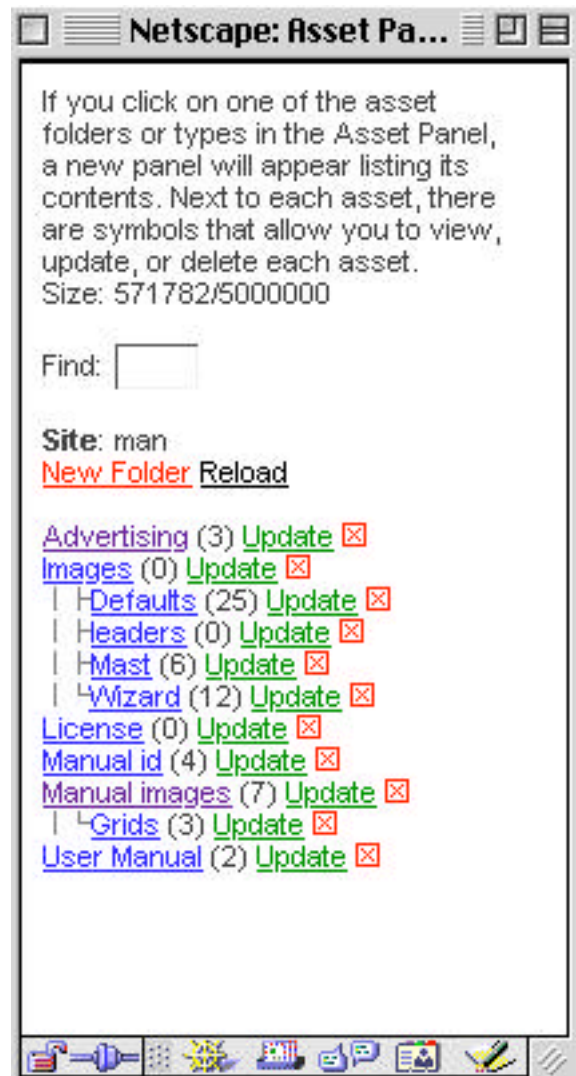 Netscape: Asset Pa...
If you click on one of the asset
folders or types in the Asset Panel,
a new panel will appear listing its
contents. Next to each asset, there
are symbols that allow you to view,
update, or delete each asset.
Size: 571782/5000000
Find:
Site: man
New Folder Reload
Advertising (3) Update
Images (0) Update
Defaults (25) Update
Headers (0) Update
Mast (6) Update
Wizard (12) Update
License (0) Update
Manual id (4) Update
Manual images (7) Update
Grids (3) Update
User Manual (2) Update